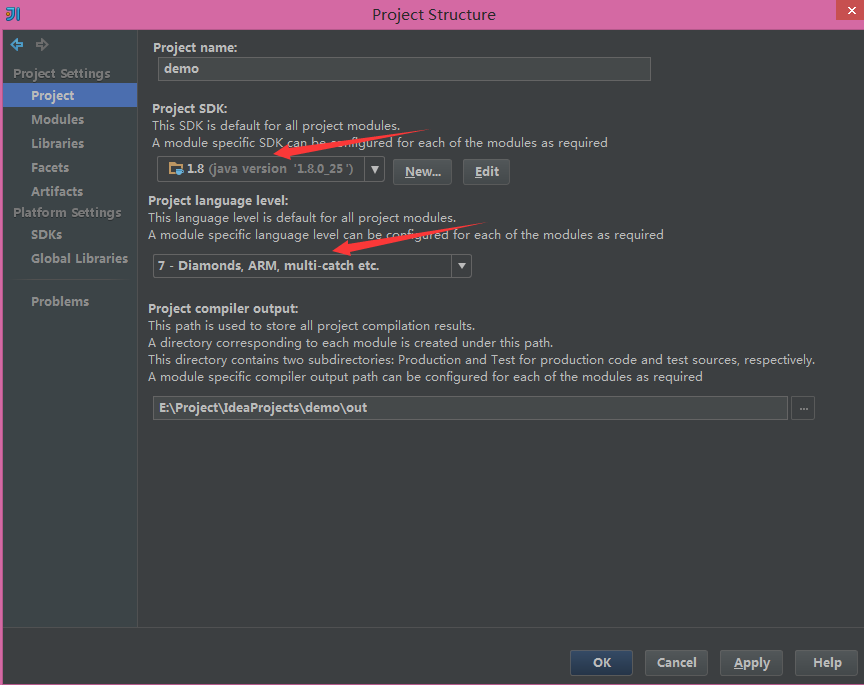 Project Structure
Project Settings
Project
Modules
Libraries
Facets
Artifacts
Platform Settings
SDKs
Global Libraries
Problems
Project name:
demo
Project SDK:
This SDK is default for all project modules.
A module specific SDK can be configured for each of the modules as required
1.8 (java version '1.8.0_25')
New...
Edit
Project language level:
This language level is default for all project modules.
A module specific language level can be configured for each of the modules as required
7 - Diamonds, ARM, multi-catch etc.
Project compiler output:
This path is used to store all project compilation results.
A directory corresponding to each module is created under this path.
This directory contains two subdirectories: Production and Test for production code and test sources, respectively.
A module specific compiler output path can be configured for each of the modules as required
E:\Project\IdeaProjects\demo\out
...
OK
Cancel
Apply
Help